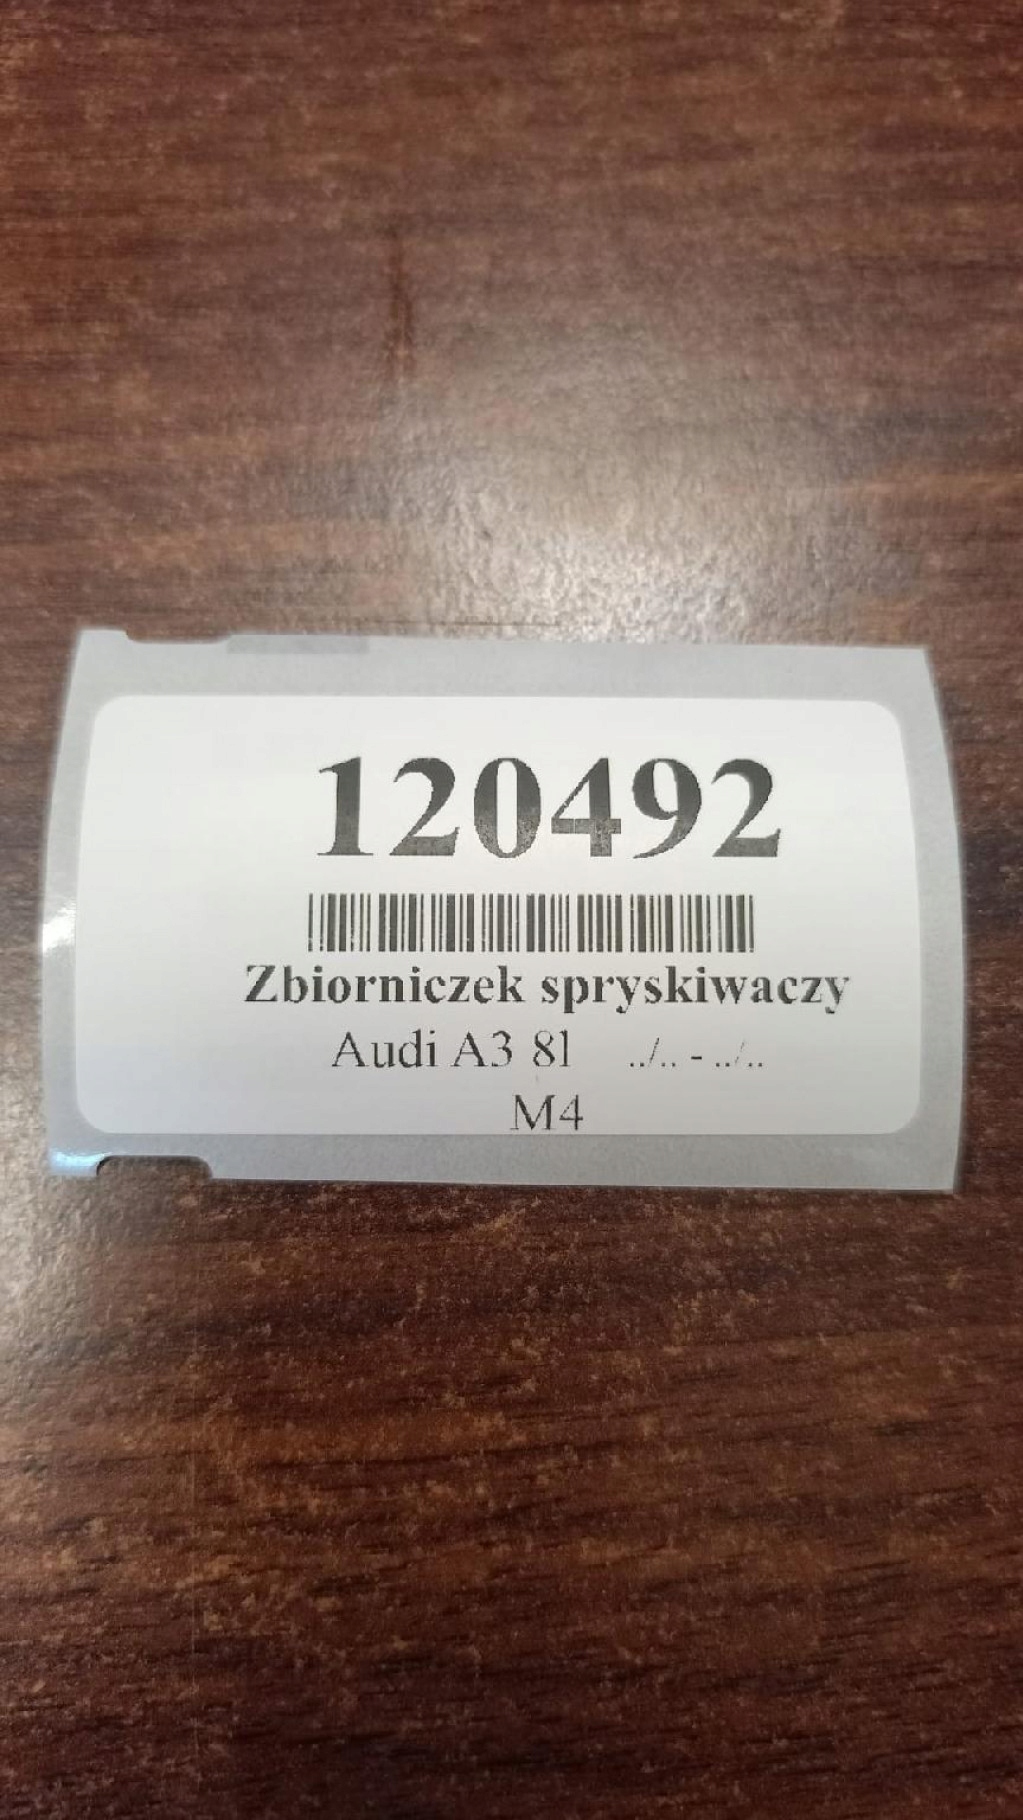 120492
Zbiorniczek spryskiwaczy
Audi A3 8l ../.. - ../..
M4